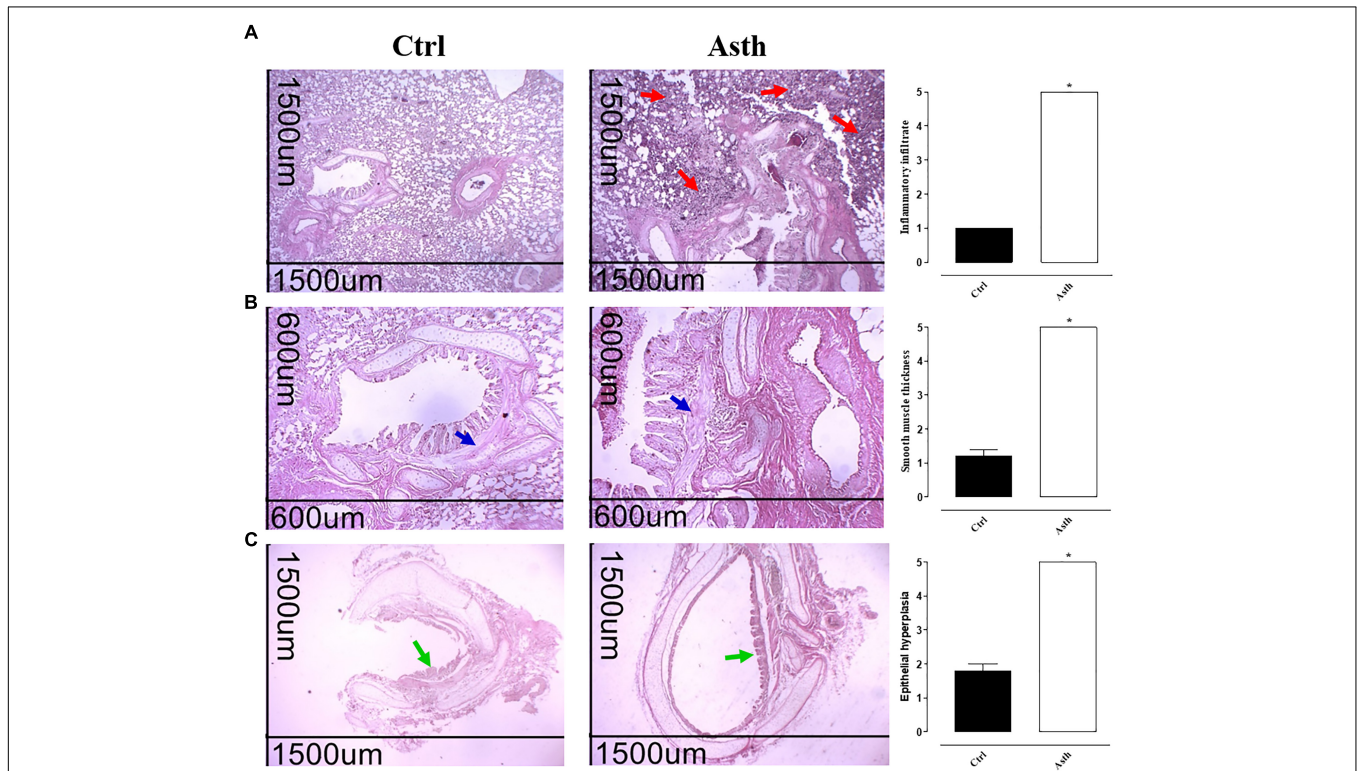 A
Ctrl
Asth
1500um
1500um
1500um
1500um
Inflammatory infiltrate
5
4
3
2
1
0
*
Ctrl
Asth
B
600um
600um
600um
600um
Smooth muscle thickness
5
4
3
2
1
0
*
Ctrl
Asth
C
1500um
1500um
1500um
1500um
Epithelial hyperplasia
5
4
3
2
1
0
*
Ctrl
Asth